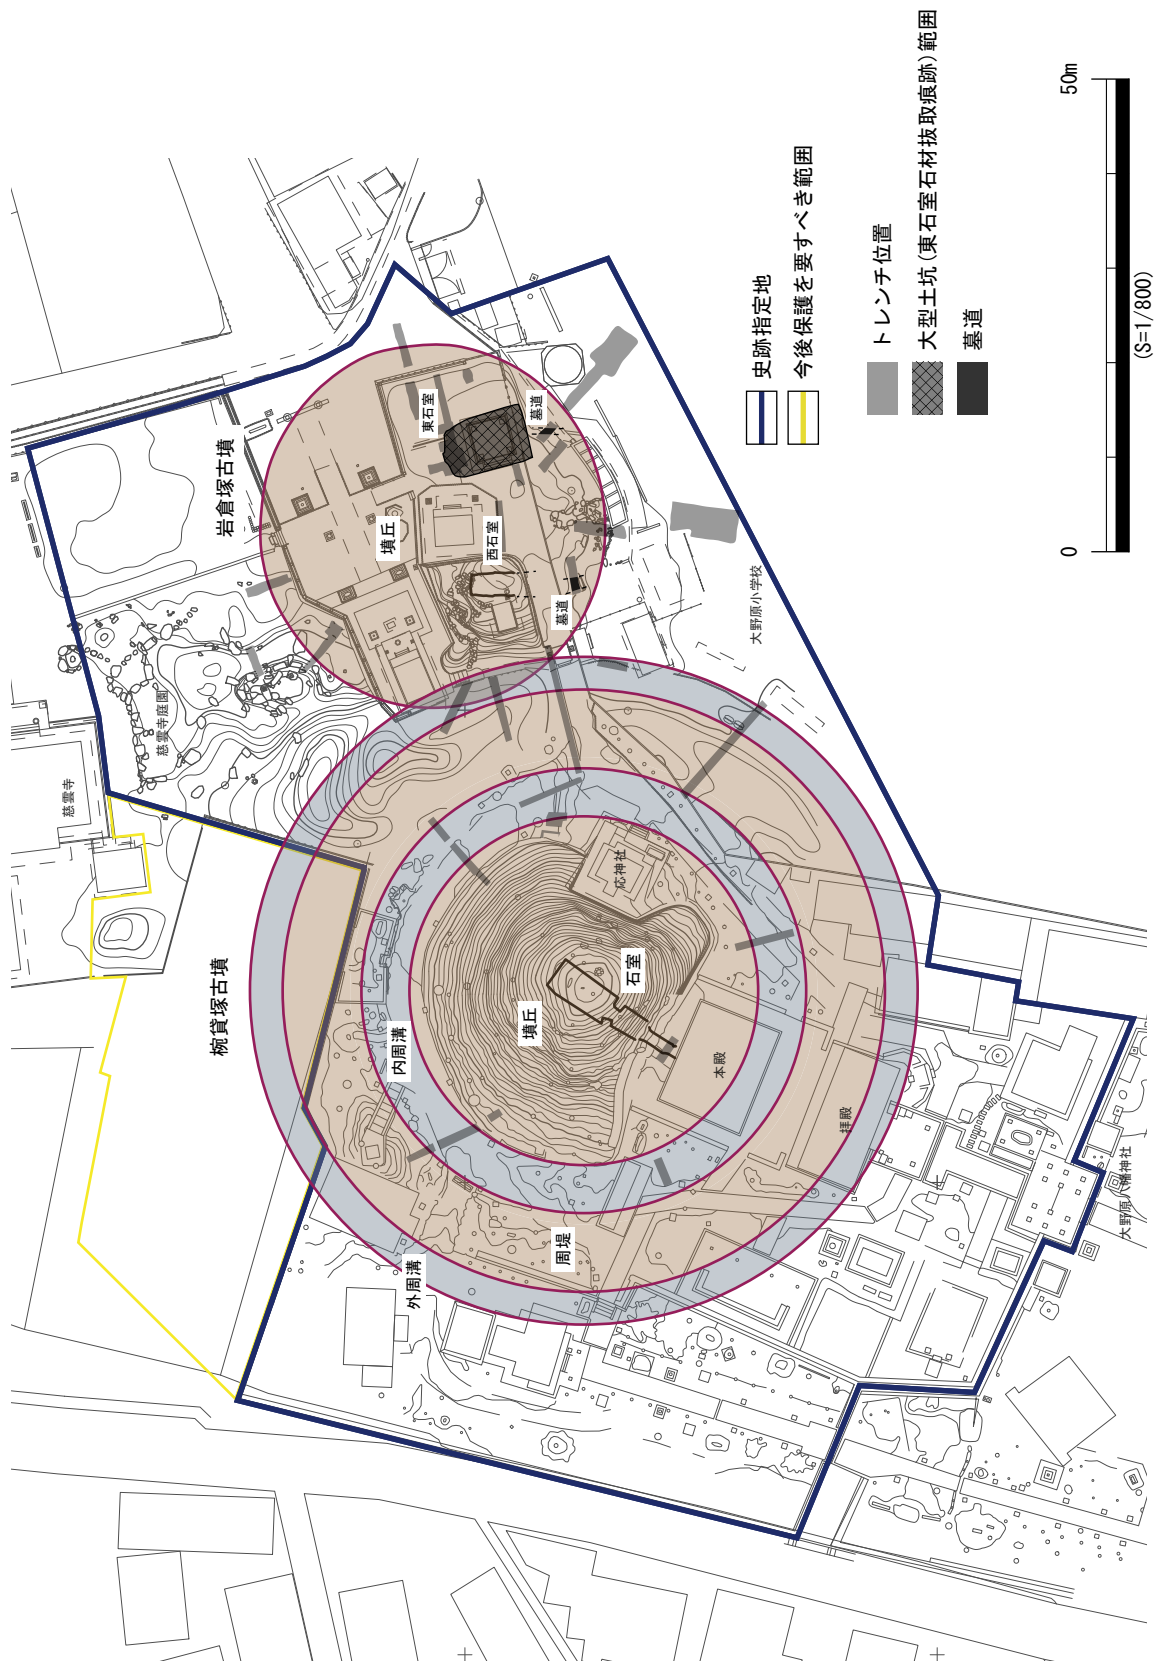 岩倉塚古墳
慈雲寺
慈雲寺庭園
墳丘
東石室
西石室
墓道
墓道
大野原小学校
椀貸塚古墳
内周溝
墳丘
石室
応神社
本殿
拝殿
周堤
外周溝
大野原八幡神社
史跡指定地
今後保護を要すべき範囲
トレンチ位置
大型土坑(東石室石材抜取痕跡)範囲
墓道
0
50m
(S=1/800)